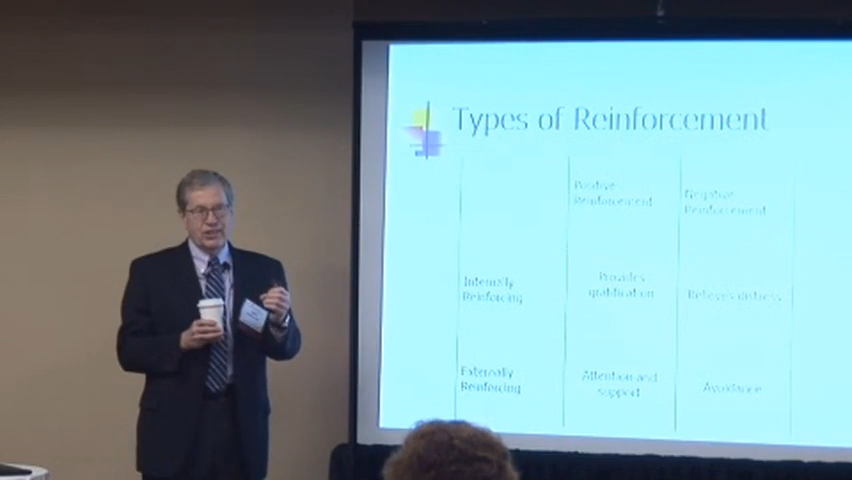 Types of Reinforcement
Positive
Reinforcement
Negative
Reinforcement
Internally
Reinforcing
Provides
gratification
Relieves distress
Externally
Reinforcing
Attention and
support
Avoidance